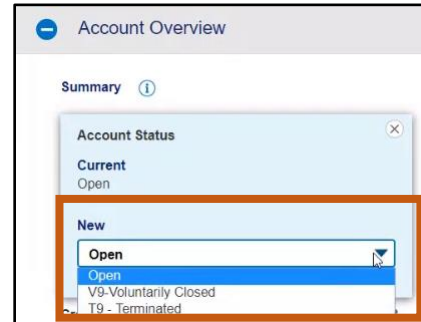 Account Overview
Summary
Account Status
Current
Open
New
Open
Open
V9-Voluntarily Closed
T9 - Terminated